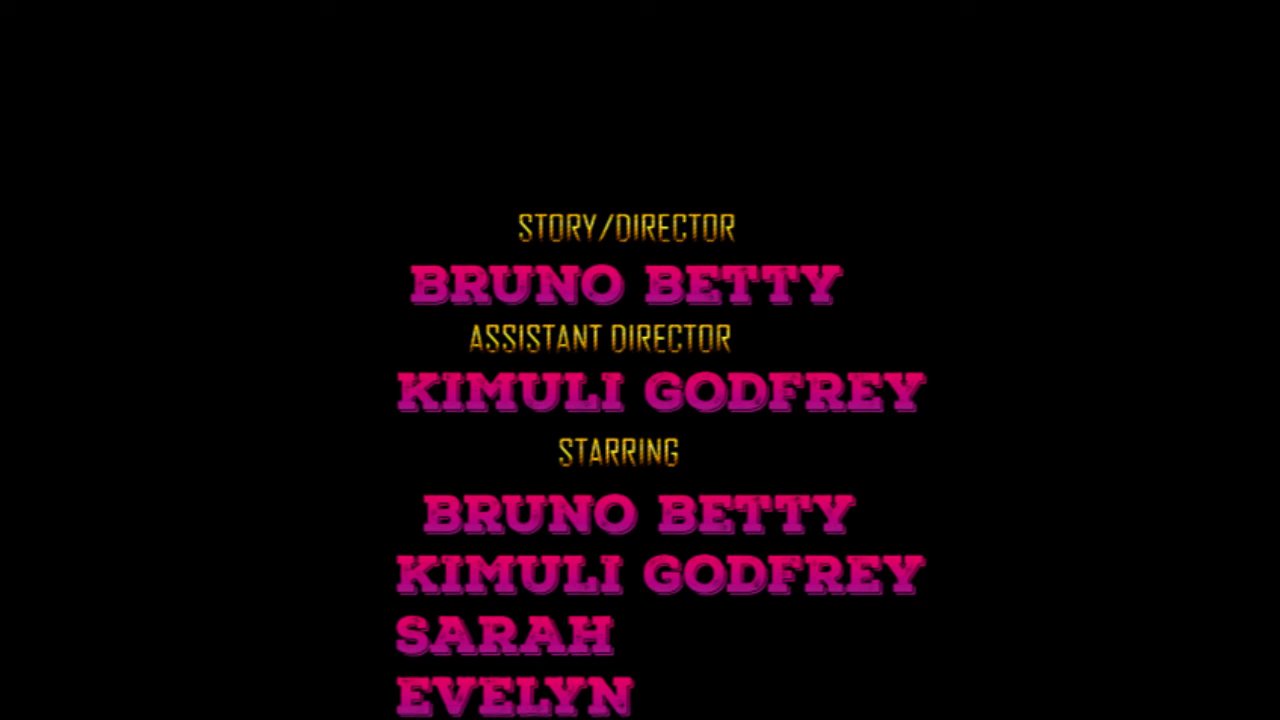 STORY/DIRECTOR
BRUNO BETTY
ASSISTANT DIRECTOR
KIMULI GODFREY
STARRING
BRUNO BETTY
KIMULI GODFREY
SARAH
EVELYN